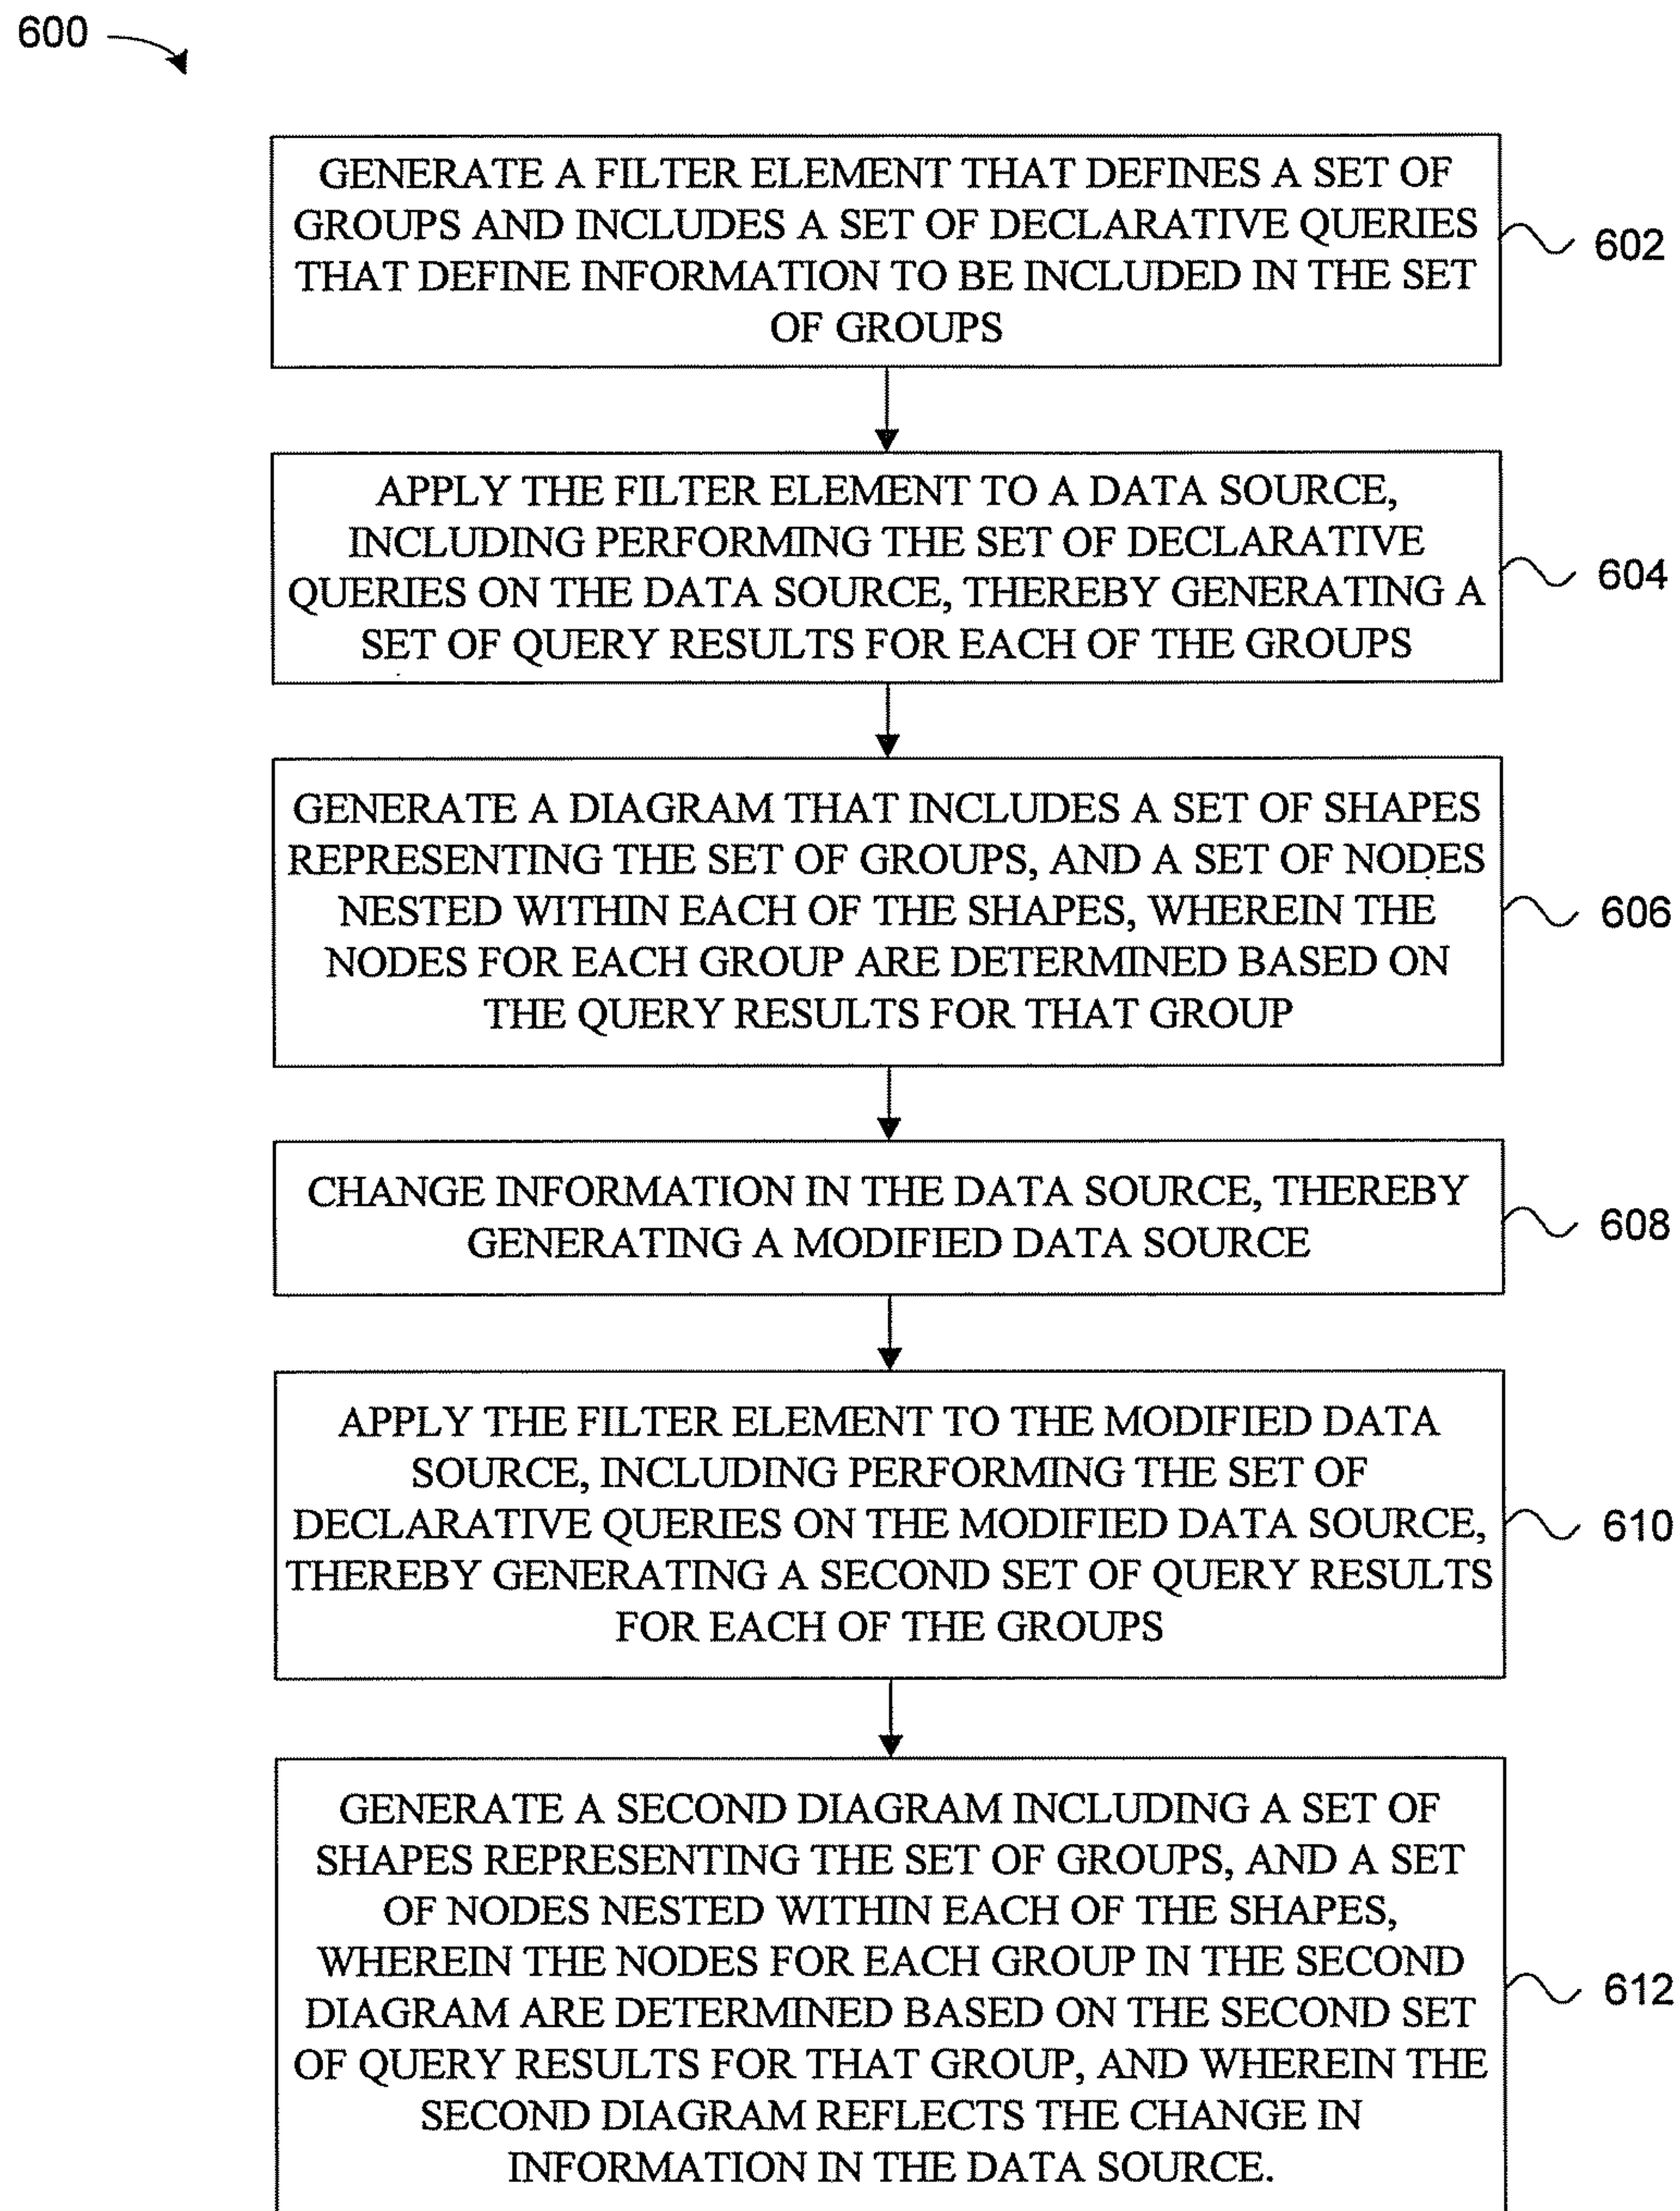 600
GENERATE A FILTER ELEMENT THAT DEFINES A SET OF
GROUPS AND INCLUDES A SET OF DECLARATIVE QUERIES
THAT DEFINE INFORMATION TO BE INCLUDED IN THE SET
OF GROUPS
602
APPLY THE FILTER ELEMENT TO A DATA SOURCE,
INCLUDING PERFORMING THE SET OF DECLARATIVE
QUERIES ON THE DATA SOURCE, THEREBY GENERATING A
SET OF QUERY RESULTS FOR EACH OF THE GROUPS
604
GENERATE A DIAGRAM THAT INCLUDES A SET OF SHAPES
REPRESENTING THE SET OF GROUPS, AND A SET OF NODES
NESTED WITHIN EACH OF THE SHAPES, WHEREIN THE
NODES FOR EACH GROUP ARE DETERMINED BASED ON
THE QUERY RESULTS FOR THAT GROUP
606
CHANGE INFORMATION IN THE DATA SOURCE, THEREBY
GENERATING A MODIFIED DATA SOURCE
608
APPLY THE FILTER ELEMENT TO THE MODIFIED DATA
SOURCE, INCLUDING PERFORMING THE SET OF
DECLARATIVE QUERIES ON THE MODIFIED DATA SOURCE,
THEREBY GENERATING A SECOND SET OF QUERY RESULTS
FOR EACH OF THE GROUPS
610
GENERATE A SECOND DIAGRAM INCLUDING A SET OF
SHAPES REPRESENTING THE SET OF GROUPS, AND A SET
OF NODES NESTED WITHIN EACH OF THE SHAPES,
WHEREIN THE NODES FOR EACH GROUP IN THE SECOND
DIAGRAM ARE DETERMINED BASED ON THE SECOND SET
OF QUERY RESULTS FOR THAT GROUP, AND WHEREIN THE
SECOND DIAGRAM REFLECTS THE CHANGE IN
INFORMATION IN THE DATA SOURCE.
612